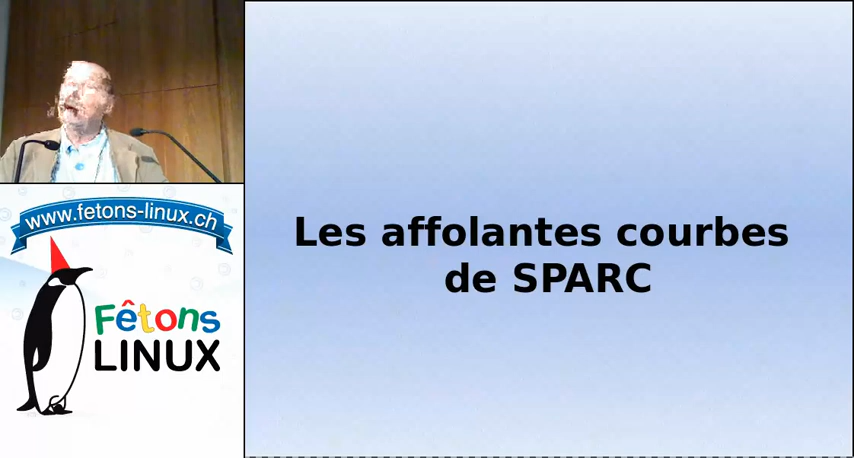 www.fetons-linux.ch
Fêtons
LINUX
Les affolantes courbes
de SPARC